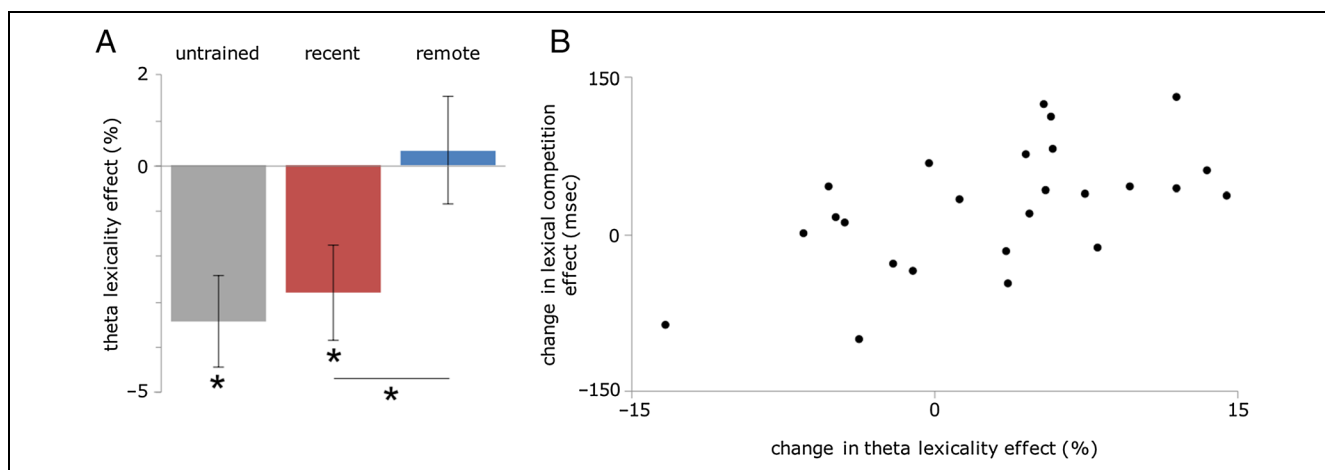 A
untrained recent remote
theta lexicality effect (%)
2
0
–5
*
*
*
B
change in lexical competition
effect (msec)
150
0
–150
–15 0 15
change in theta lexicality effect (%)